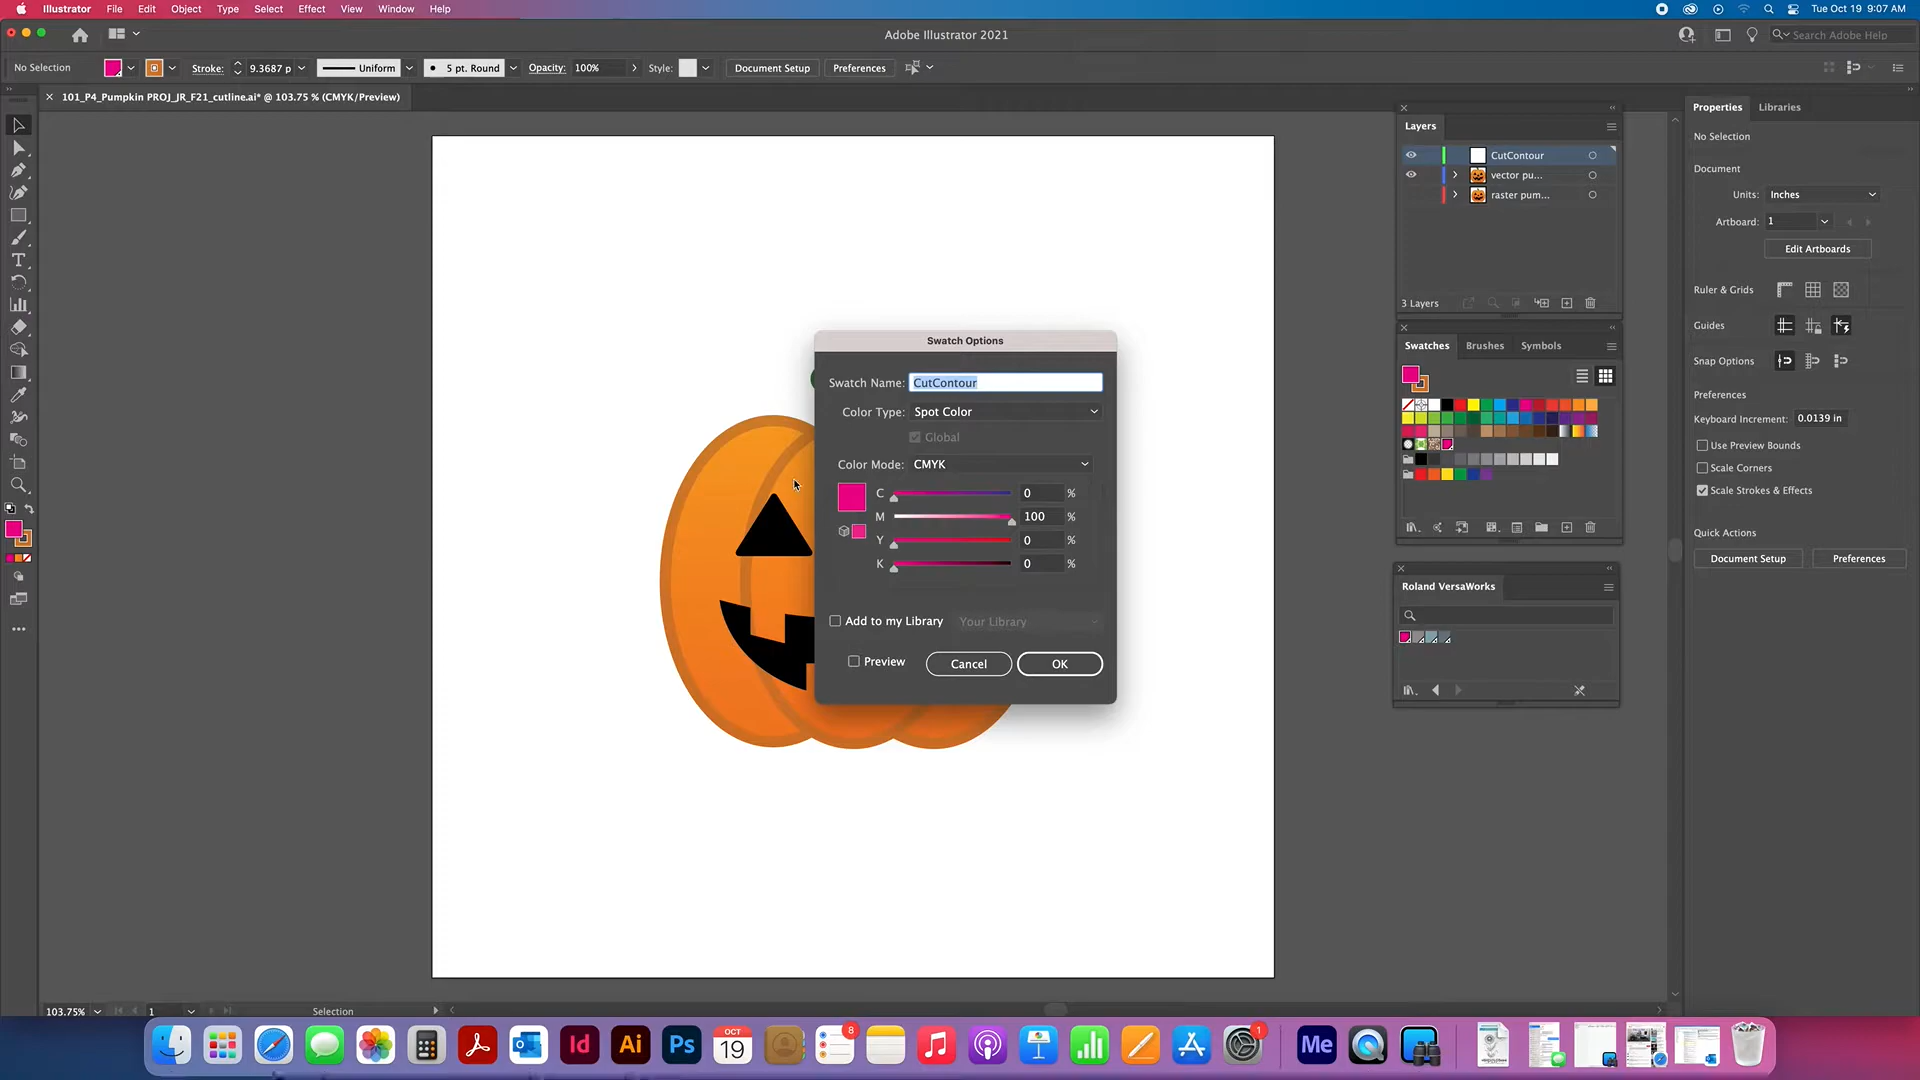 Illustrator File Edit Object Type Select Effect View Window Help
Tue Oct 19 9:07 AM
Adobe Illustrator 2021
Search Adobe Help
No Selection
Stroke: 9.3687 p
Uniform
5 pt. Round
Opacity: 100%
Style:
Document Setup
Preferences
101_P4_Pumpkin PROJ_JR_F21_cutline.ai* @ 103.75 % (CMYK/Preview)
Layers
CutContour
vector pu...
raster pum...
3 Layers
Swatches Brushes Symbols
Roland VersaWorks
Properties Libraries
No Selection
Document
Units: Inches
Artboard: 1
Edit Artboards
Ruler & Grids
Guides
Snap Options
Preferences
Keyboard Increment: 0.0139 in
Use Preview Bounds
Scale Corners
Scale Strokes & Effects
Quick Actions
Document Setup
Preferences
Swatch Options
Swatch Name: CutContour
Color Type: Spot Color
Global
Color Mode: CMYK
C 0 %
M 100 %
Y 0 %
K 0 %
Add to my Library Your Library
Preview
Cancel
OK
103.75%
1
Selection
Id
Ai
Ps
OCT
19
8
1
Me